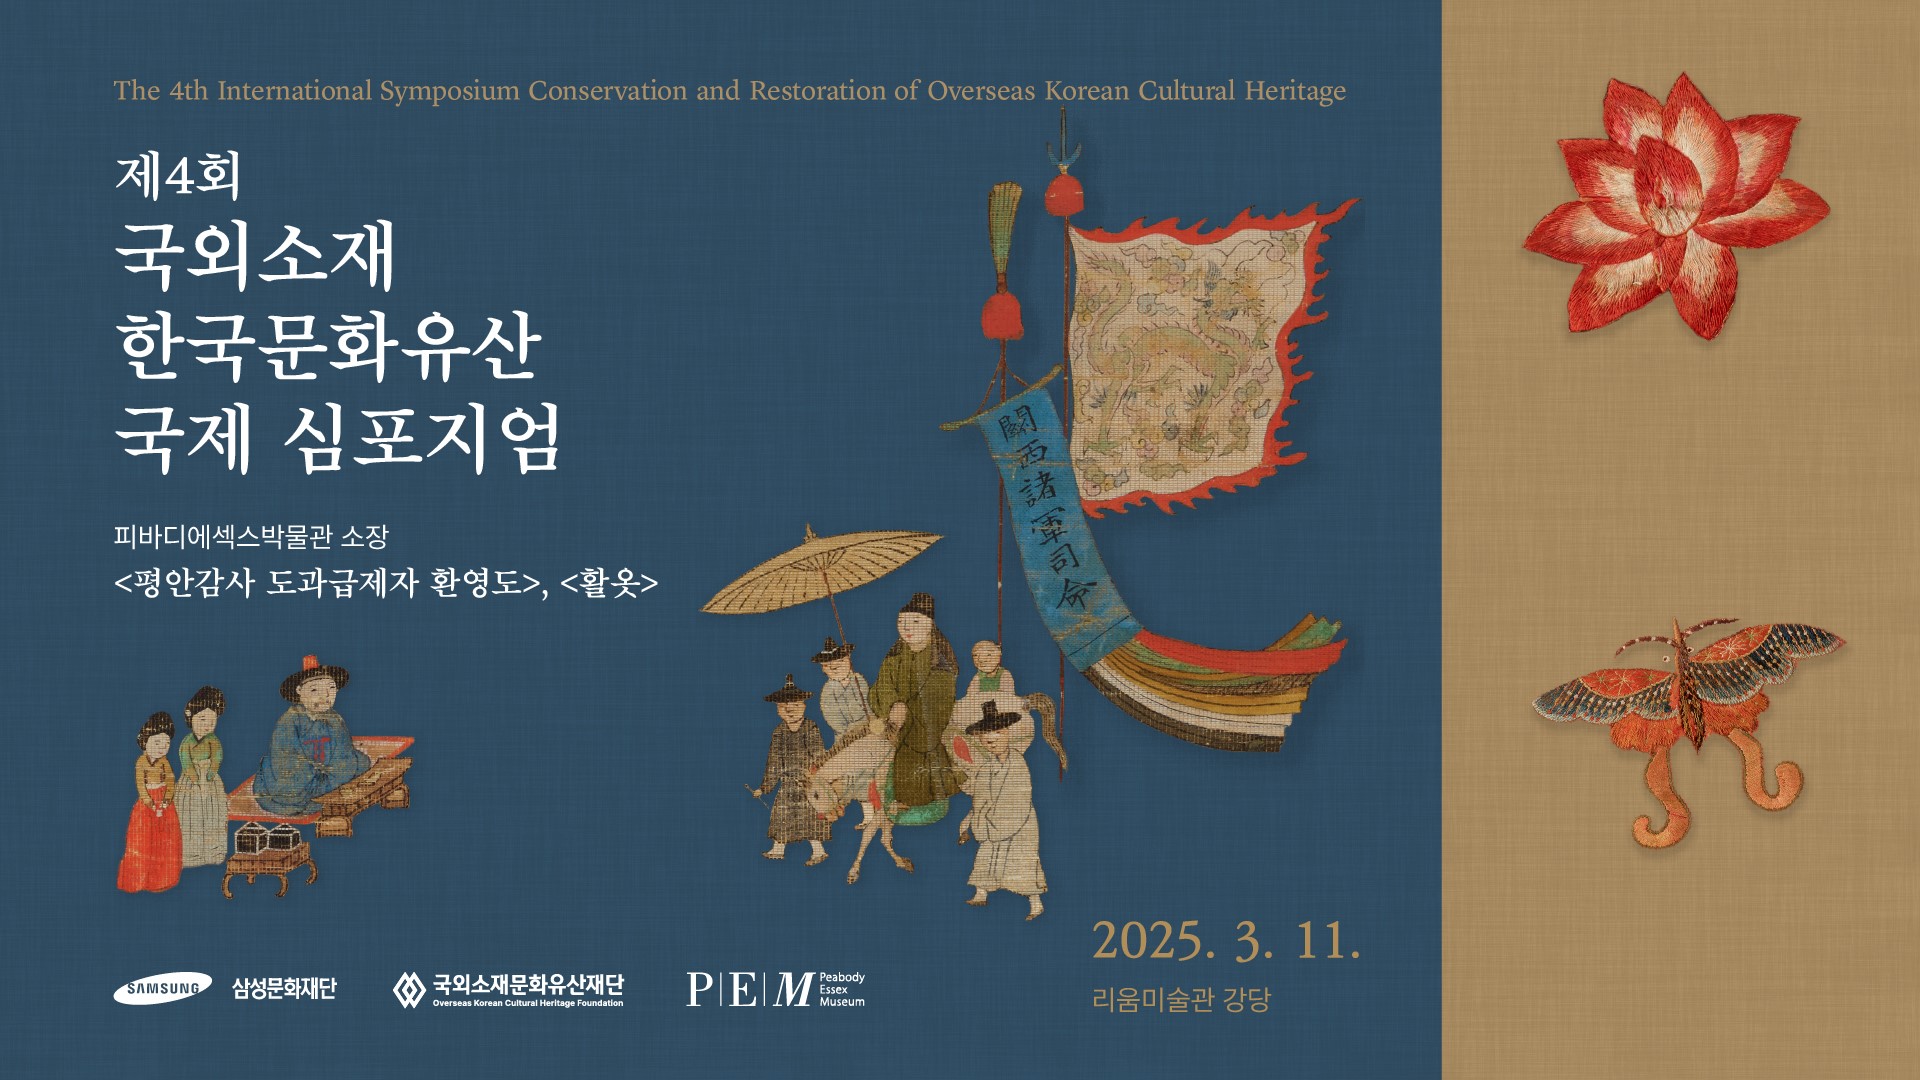 The 4th International Symposium Conservation and Restoration of Overseas Korean Cultural Heritage
제4회
국외소재
한국문화유산
국제 심포지엄
피바디에섹스박물관 소장
<평안감사 도과급제자 환영도>, <활옷>
關西諸軍司命
2025. 3. 11.
리움미술관 강당
SAMSUNG 삼성문화재단
국외소재문화유산재단
Overseas Korean Cultural Heritage Foundation
P|E|M
Peabody
Essex
Museum